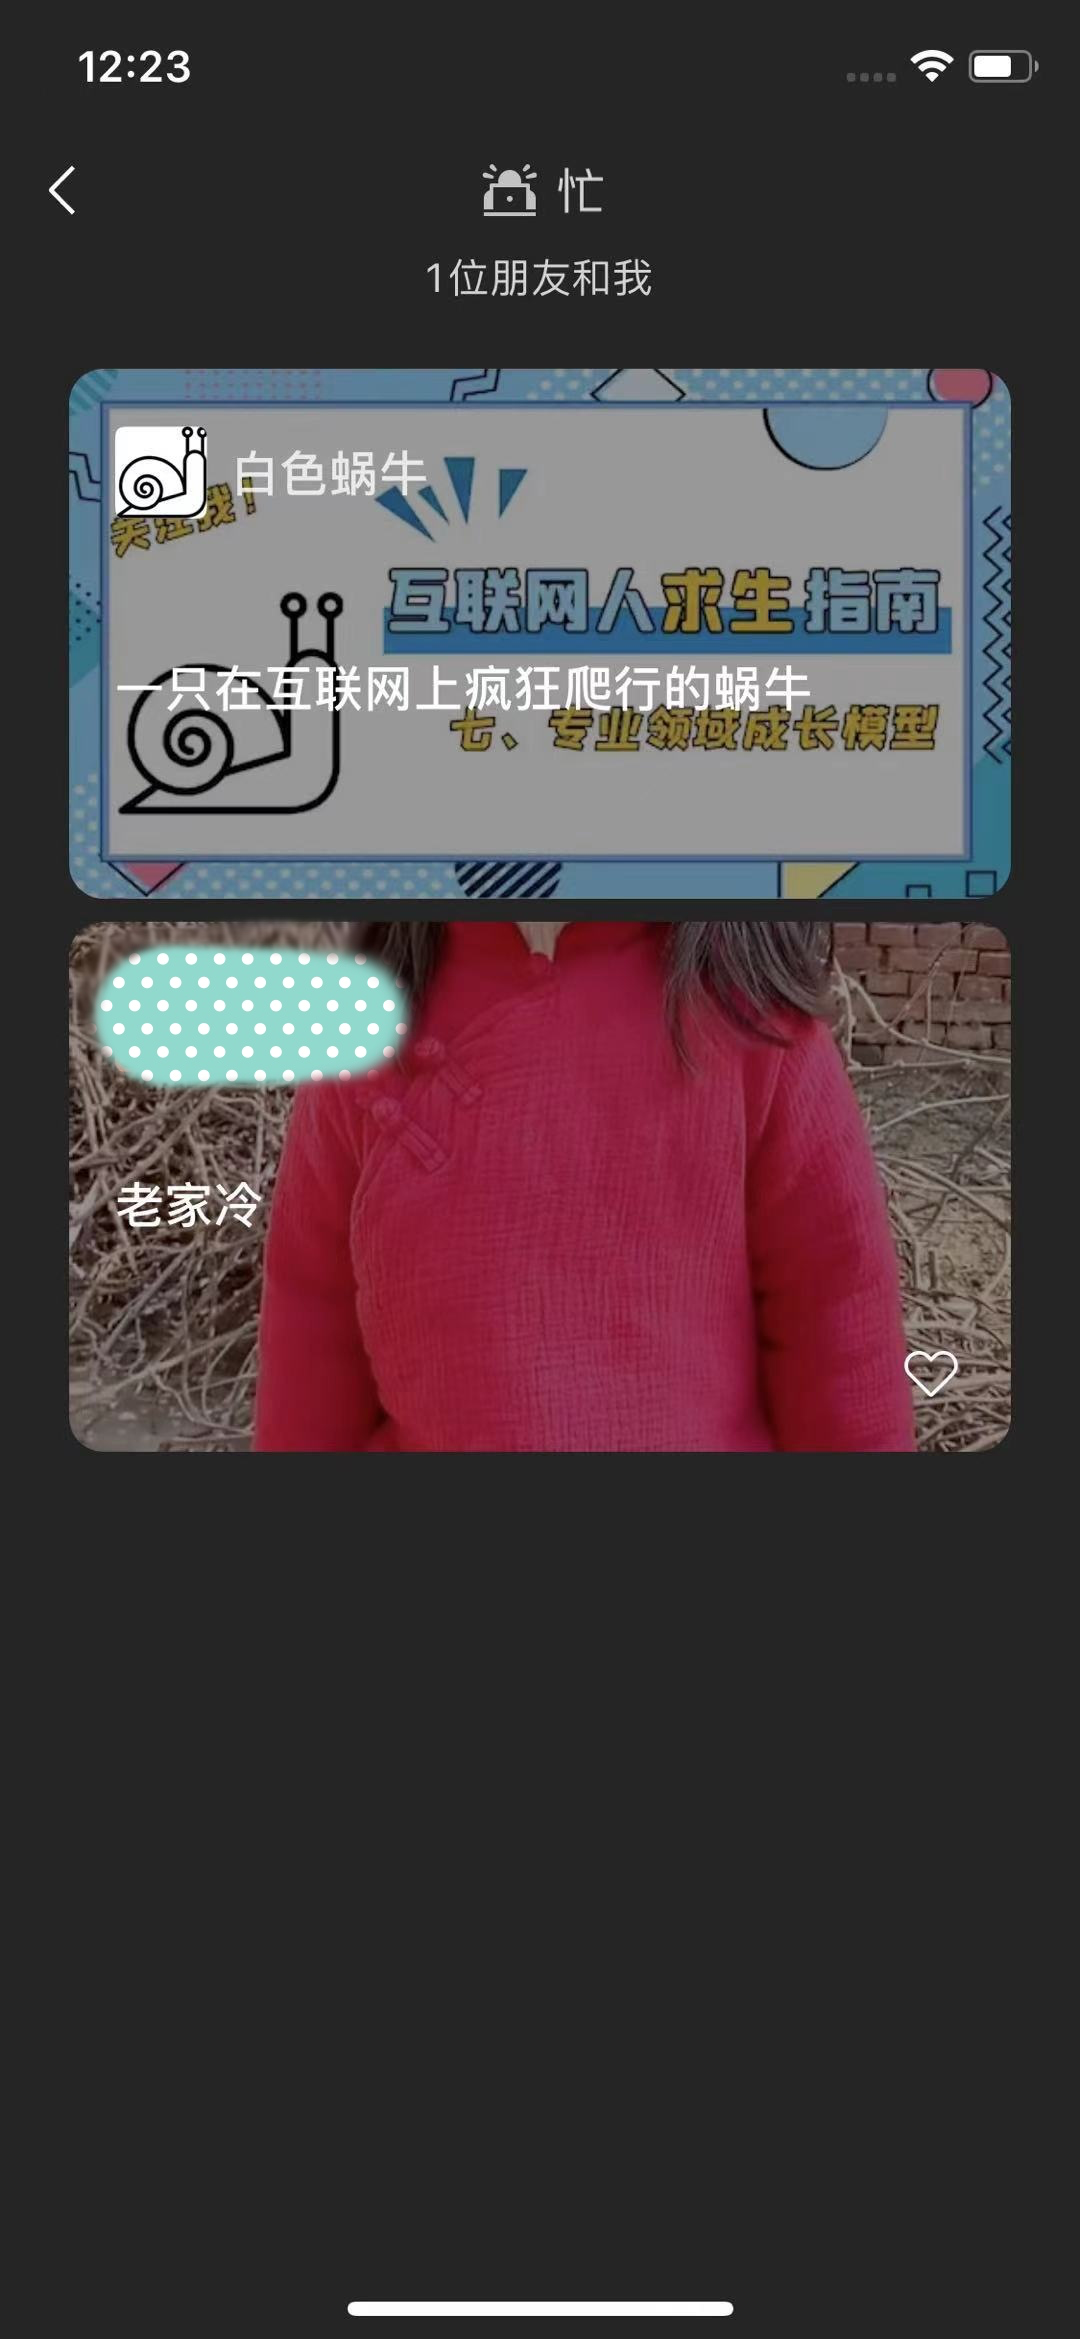 12:23
忙
1位朋友和我
白色蜗牛
关注我！
互联网人求生指南
一只在互联网上疯狂爬行的蜗牛
七、专业领域成长模型
老家冷